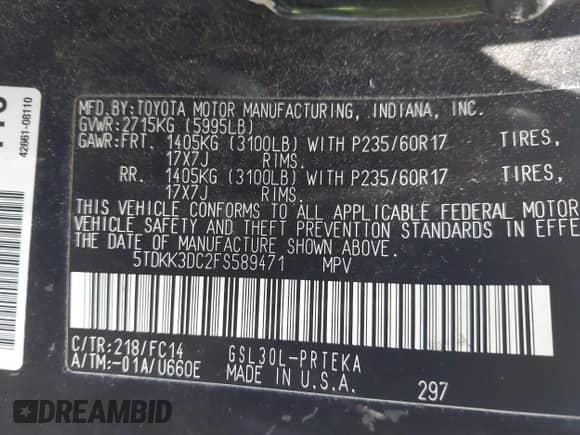 42661-08110
MFD.BY:TOYOTA MOTOR MANUFACTURING, INDIANA, INC.
GVWR:2715KG (5995LB)
GAWR:FRT. 1405KG (3100LB) WITH P235/60R17 TIRES,
17X7J RIMS.
RR. 1405KG (3100LB) WITH P235/60R17 TIRES,
17X7J RIMS.
THIS VEHICLE CONFORMS TO ALL APPLICABLE FEDERAL MOTOR
VEHICLE SAFETY AND THEFT PREVENTION STANDARDS IN EFFE
THE DATE OF MANUFACTURE SHOWN ABOVE.
5TDKK3DC2FS589471 MPV
C/TR:218/FC14 GSL30L-PRTEKA
A/TM:-01A/U660E MADE IN U.S.A. 297
DREAMBID